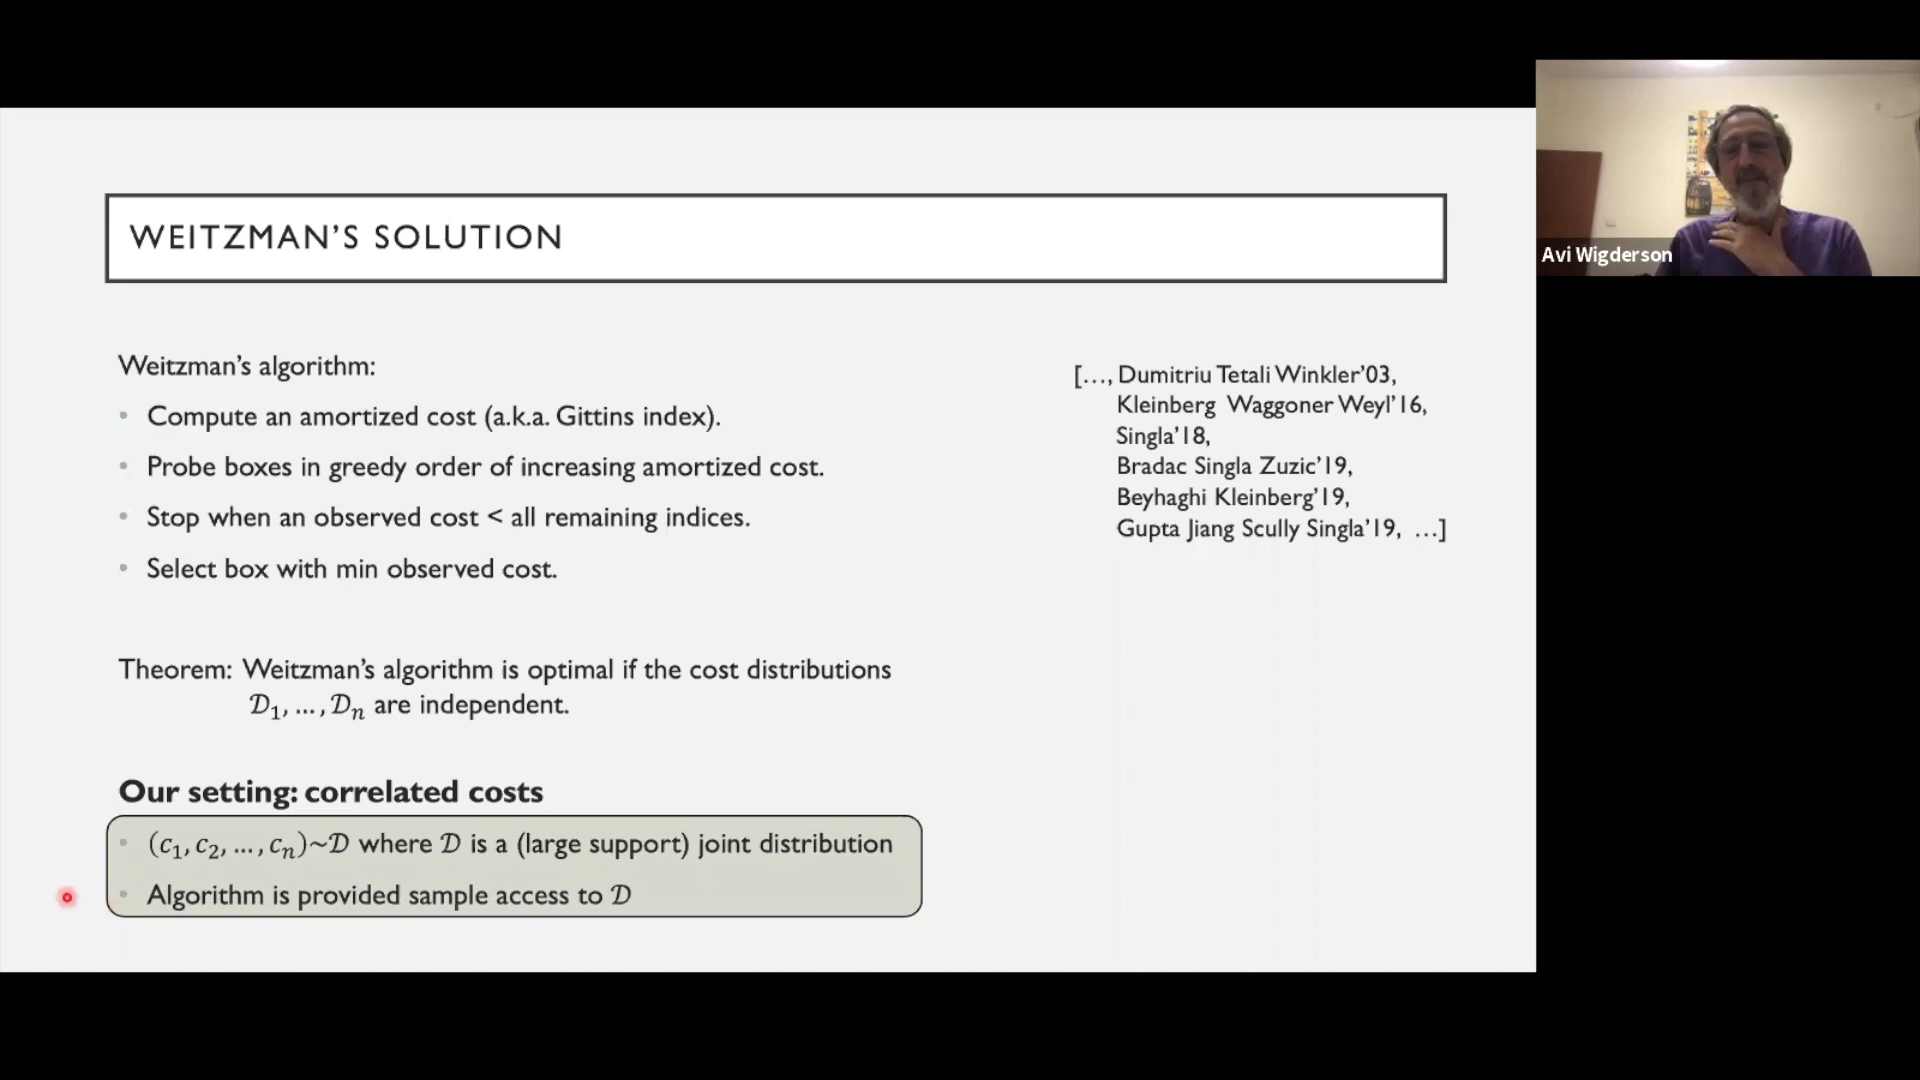 WEITZMAN’S SOLUTION
Weitzman’s algorithm:
• Compute an amortized cost (a.k.a. Gittins index).
• Probe boxes in greedy order of increasing amortized cost.
• Stop when an observed cost < all remaining indices.
• Select box with min observed cost.
[…, Dumitriu Tetali Winkler’03,
Kleinberg Waggoner Weyl’16,
Singla’18,
Bradac Singla Zuzic’19,
Beyhaghi Kleinberg’19,
Gupta Jiang Scully Singla’19, …]
Theorem: Weitzman’s algorithm is optimal if the cost distributions
𝒟₁, … , 𝒟ₙ are independent.
Our setting: correlated costs
• (c₁, c₂, … , cₙ)~𝒟 where 𝒟 is a (large support) joint distribution
• Algorithm is provided sample access to 𝒟
Avi Wigderson